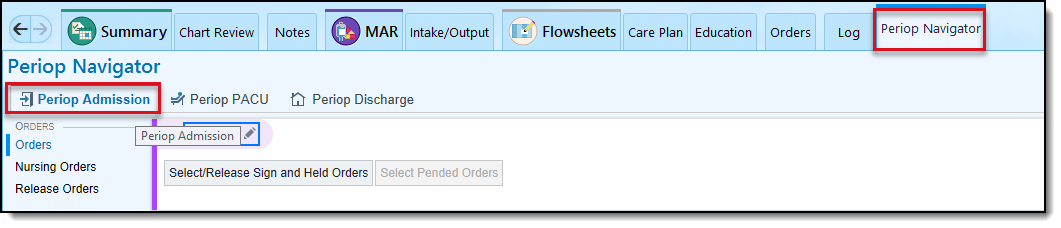 Summary Chart Review Notes MAR Intake/Output Flowsheets Care Plan Education Orders Log Periop Navigator
Periop Navigator
Periop Admission Periop PACU Periop Discharge
ORDERS
Orders
Periop Admission
Nursing Orders
Select/Release Sign and Held Orders Select Pended Orders
Release Orders